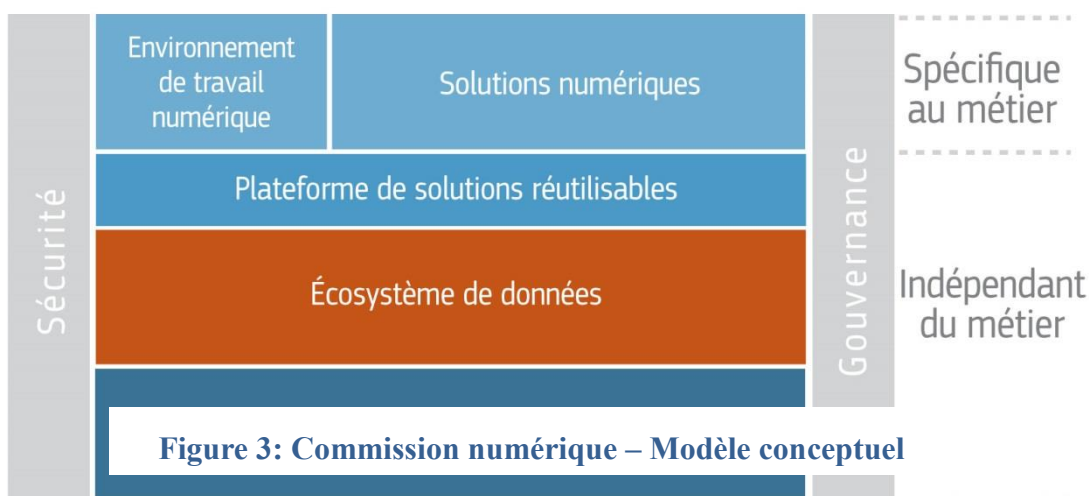 Environnement
de travail
numérique
Solutions numériques
Spécifique
au métier
Plateforme de solutions réutilisables
Sécurité
Écosystème de données
Gouvernance
Indépendant
du métier
Figure 3: Commission numérique – Modèle conceptuel